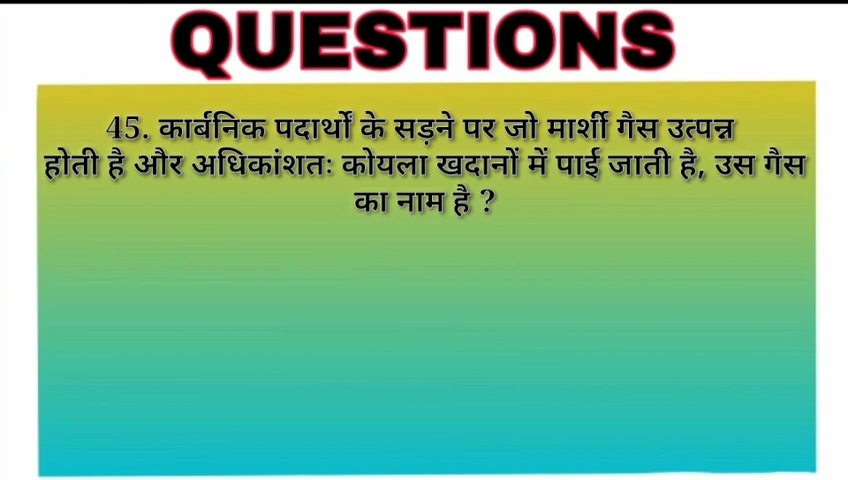 QUESTIONS
45. कार्बनिक पदार्थों के सड़ने पर जो मार्शी गैस उत्पन्न
होती है और अधिकांशतः कोयला खदानों में पाई जाती है, उस गैस
का नाम है ?